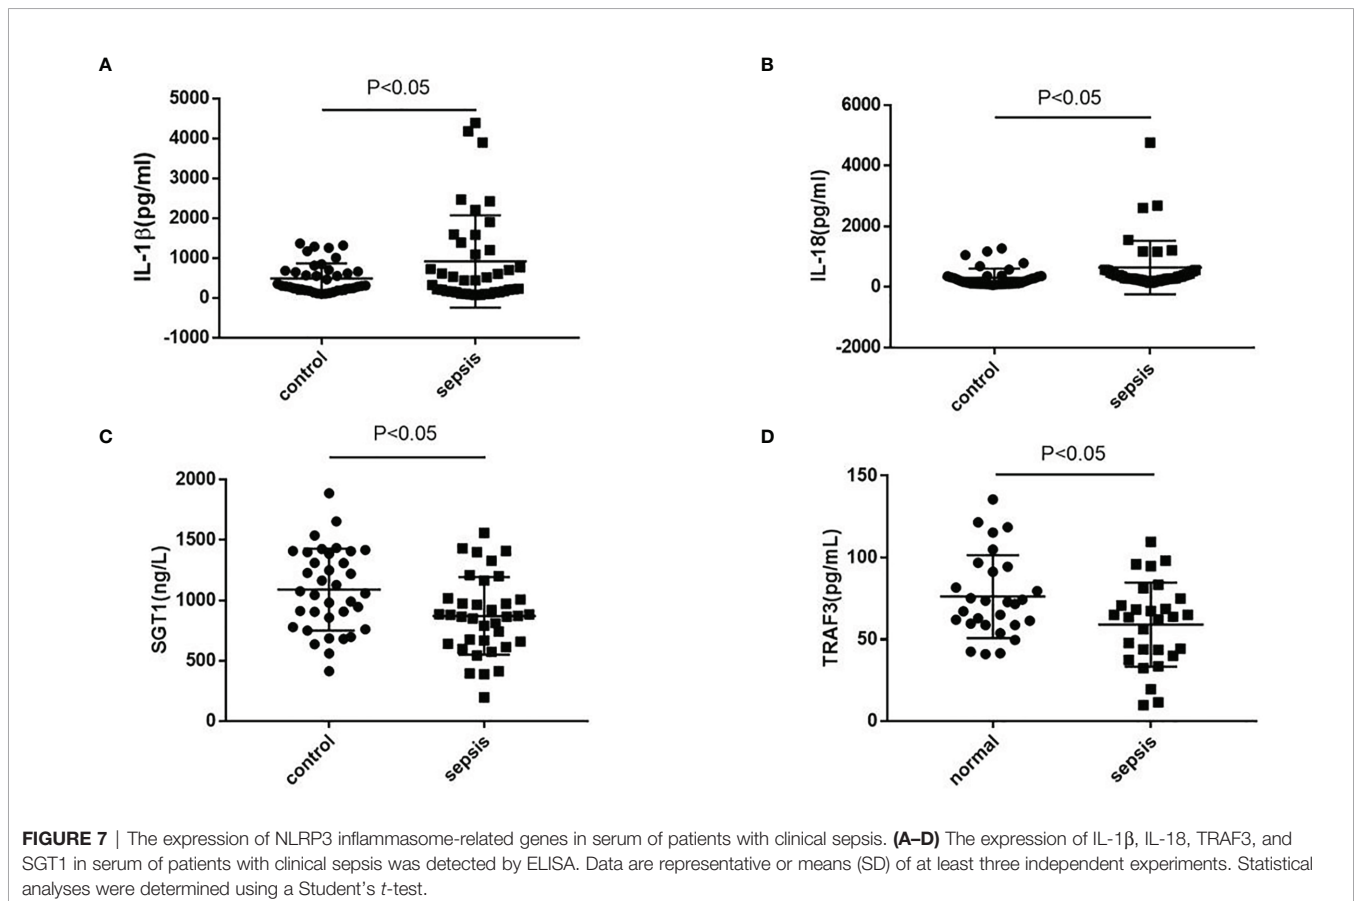 A
P<0.05
5000
4000
3000
2000
1000
0
-1000
IL-1β(pg/ml)
control
sepsis
B
P<0.05
6000
4000
2000
0
-2000
IL-18(pg/ml)
control
sepsis
C
P<0.05
2000
1500
1000
500
0
SGT1(ng/L)
control
sepsis
D
P<0.05
150
100
50
0
TRAF3(pg/mL)
normal
sepsis
FIGURE 7 | The expression of NLRP3 inflammasome-related genes in serum of patients with clinical sepsis. (A–D) The expression of IL-1β, IL-18, TRAF3, and
SGT1 in serum of patients with clinical sepsis was detected by ELISA. Data are representative or means (SD) of at least three independent experiments. Statistical
analyses were determined using a Student's t-test.